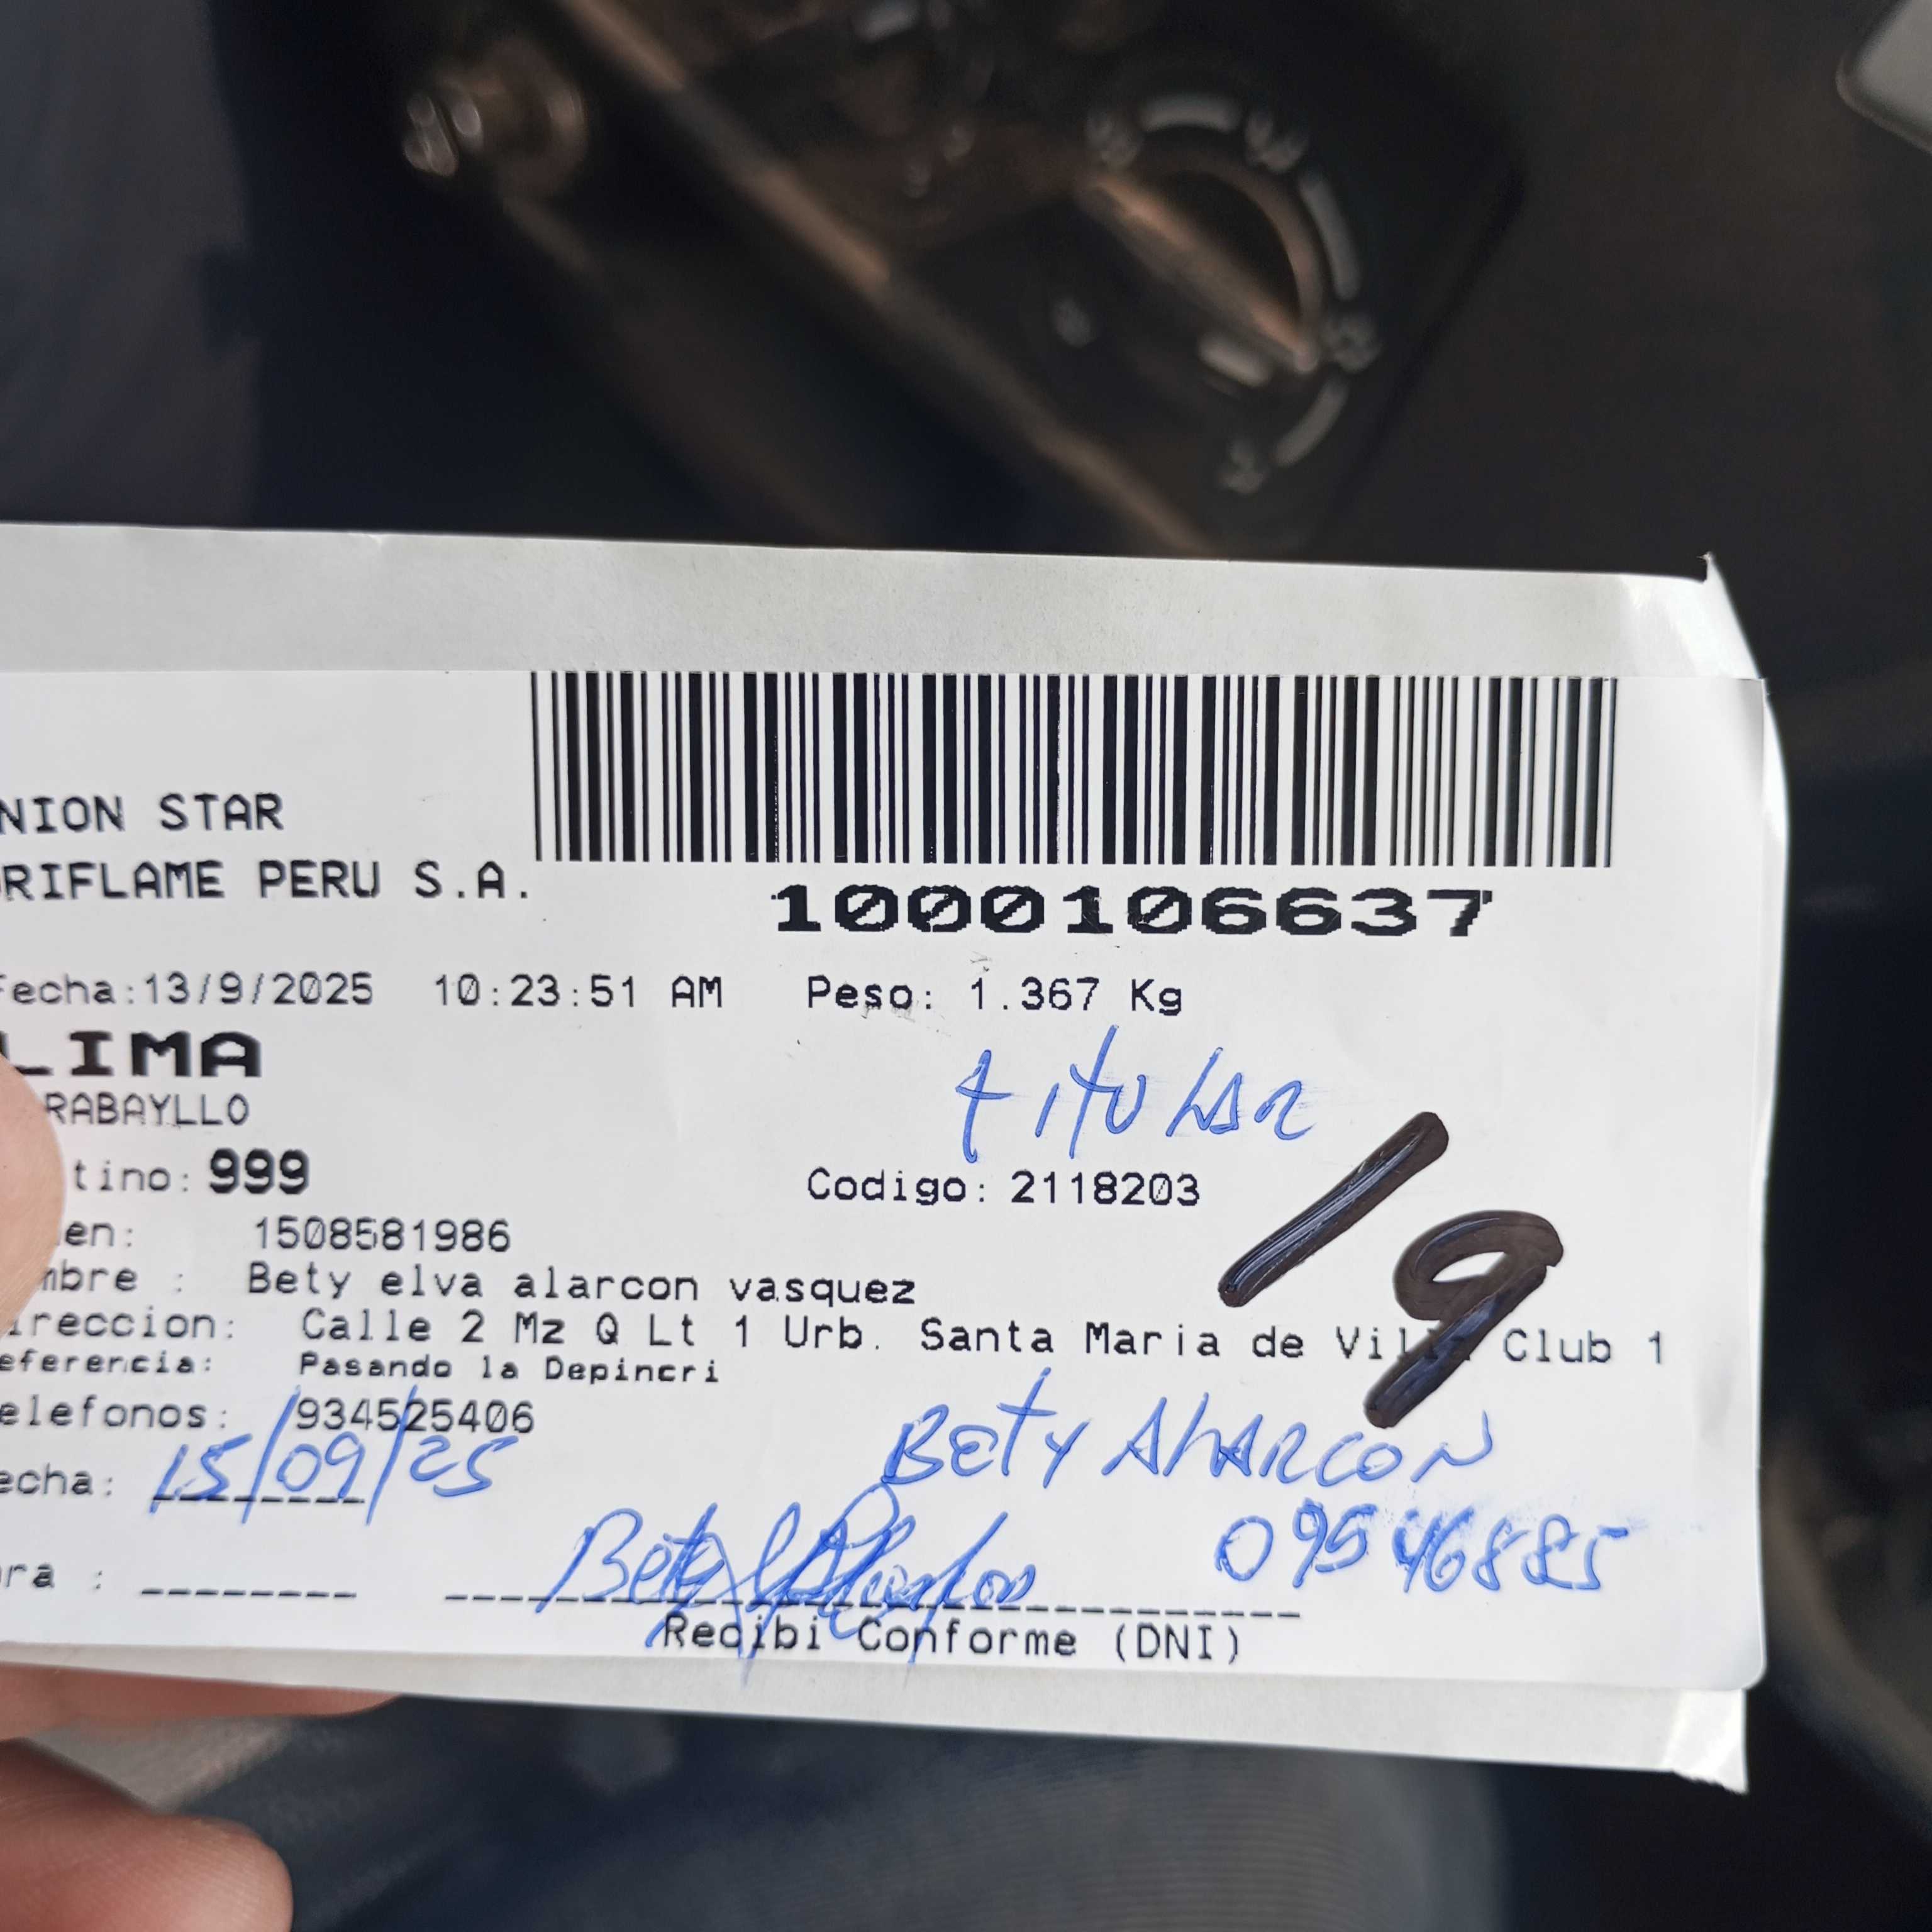 NION STAR
RIFLAME PERU S.A.
1000106637
Fecha:13/9/2025 10:23:51 AM Peso: 1.367 Kg
LIMA
RABAYLLO
titular
tino: 999
Codigo: 2118203
19
en: 1508581986
mbre : Bety elva alarcon vasquez
ireccion: Calle 2 Mz Q Lt 1 Urb. Santa Maria de Villa Club 1
eferencia: Pasando la Depincri
elefonos: 934525406
echa: 15/09/25
Bety Alarcon
09546885
ra :
Recibi Conforme (DNI)